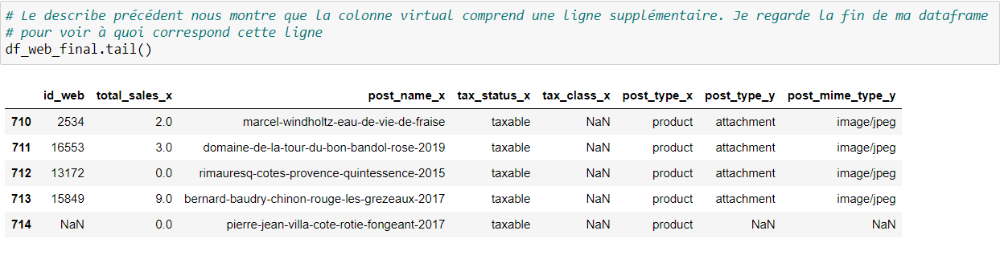 # Le describe précédent nous montre que la colonne virtual comprend une ligne supplémentaire. Je regarde la fin de ma dataframe
# pour voir à quoi correspond cette ligne
df_web_final.tail()
id_web total_sales_x post_name_x tax_status_x tax_class_x post_type_x post_type_y post_mime_type_y
710 2534 2.0 marcel-windholtz-eau-de-vie-de-fraise taxable NaN product attachment image/jpeg
711 16553 3.0 domaine-de-la-tour-du-bon-bandol-rose-2019 taxable NaN product attachment image/jpeg
712 13172 0.0 rimauresq-cotes-provence-quintessence-2015 taxable NaN product attachment image/jpeg
713 15849 9.0 bernard-baudry-chinon-rouge-les-grezeaux-2017 taxable NaN product attachment image/jpeg
714 NaN 0.0 pierre-jean-villa-cote-rotie-fongeant-2017 taxable NaN product NaN NaN